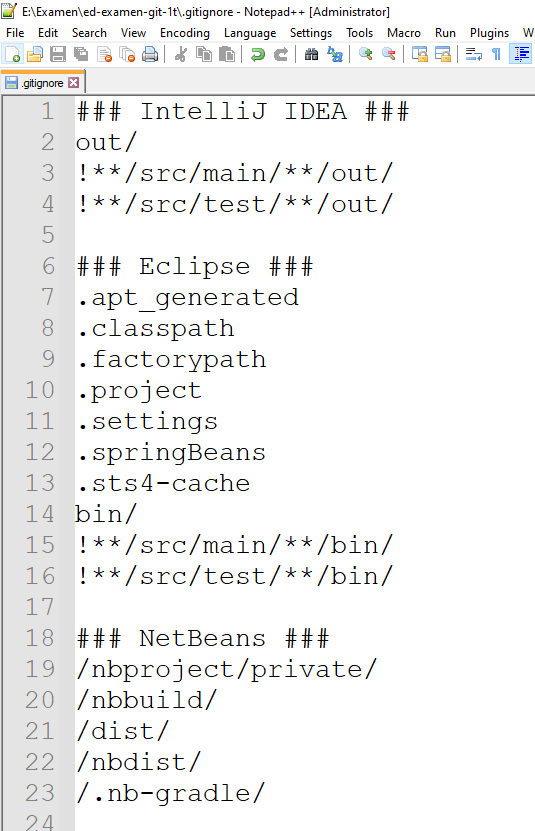 E:\Examen\ed-examen-git-1t\.gitignore - Notepad++ [Administrator]
File Edit Search View Encoding Language Settings Tools Macro Run Plugins W
.gitignore
1 ### IntelliJ IDEA ###
2 out/
3 !**/src/main/**/out/
4 !**/src/test/**/out/
5
6 ### Eclipse ###
7 .apt_generated
8 .classpath
9 .factorypath
10 .project
11 .settings
12 .springBeans
13 .sts4-cache
14 bin/
15 !**/src/main/**/bin/
16 !**/src/test/**/bin/
17
18 ### NetBeans ###
19 /nbproject/private/
20 /nbbuild/
21 /dist/
22 /nbdist/
23 /.nb-gradle/
24